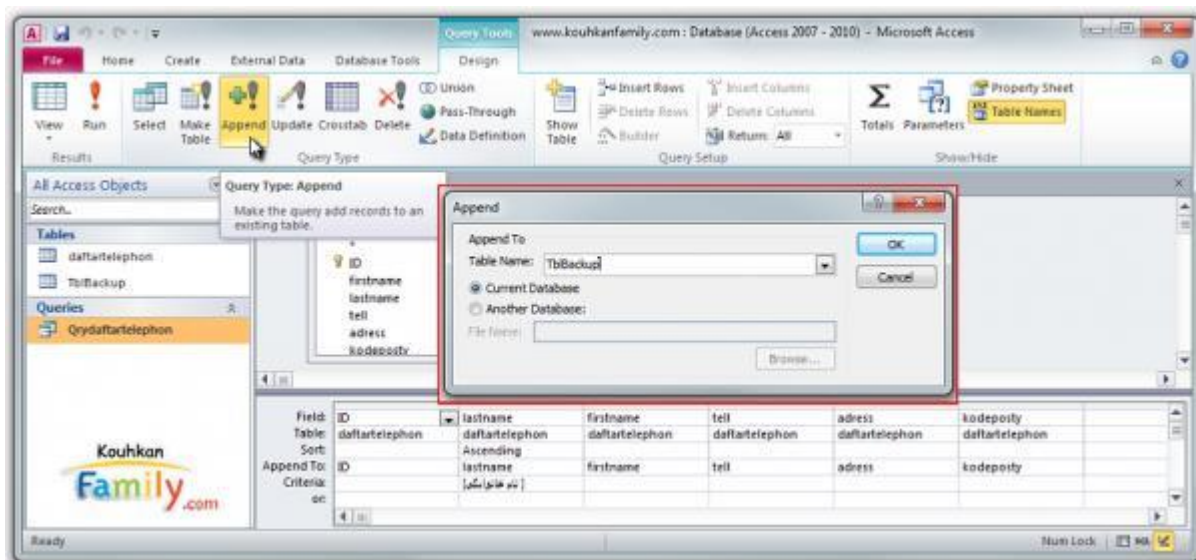 Query Tools www.kouhkanfamily.com : Database (Access 2007 - 2010) - Microsoft Access
File Home Create External Data Database Tools Design
View Run Select Make Table Append Update Crosstab Delete
Union
Pass-Through
Data Definition
Show Table
Insert Rows
Delete Rows
Builder
Insert Columns
Delete Columns
Return: All
Totals Parameters
Property Sheet
Table Names
Results Query Type Query Setup Show/Hide
All Access Objects
Search...
Tables
daftartelephon
TblBackup
Queries
Qrydaftartelephon
Query Type: Append
Make the query add records to an
existing table.
*
ID
firstname
lastname
tell
adress
kodeposty
Append
Append To
Table Name: TblBackup
Current Database
Another Database:
File Name:
Browse...
OK
Cancel
Field: ID lastname firstname tell adress kodeposty
Table: daftartelephon daftartelephon daftartelephon daftartelephon daftartelephon daftartelephon
Sort: Ascending
Append To: ID lastname firstname tell adress kodeposty
Criteria: [نام خانوادگی]
or:
Kouhkan
Family.com
Ready
Num Lock
SQL